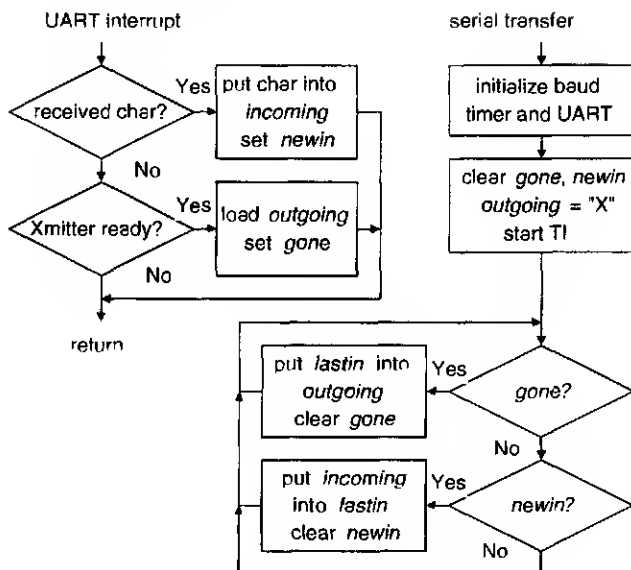 UART interrupt
received char?
Yes
put char into
incoming
set newin
No
Xmitter ready?
Yes
load outgoing
set gone
No
return
serial transfer
initialize baud
timer and UART
clear gone, newin
outgoing = "X"
start TI
gone?
Yes
put lastin into
outgoing
clear gone
No
newin?
Yes
put incoming
into lastin
clear newin
No